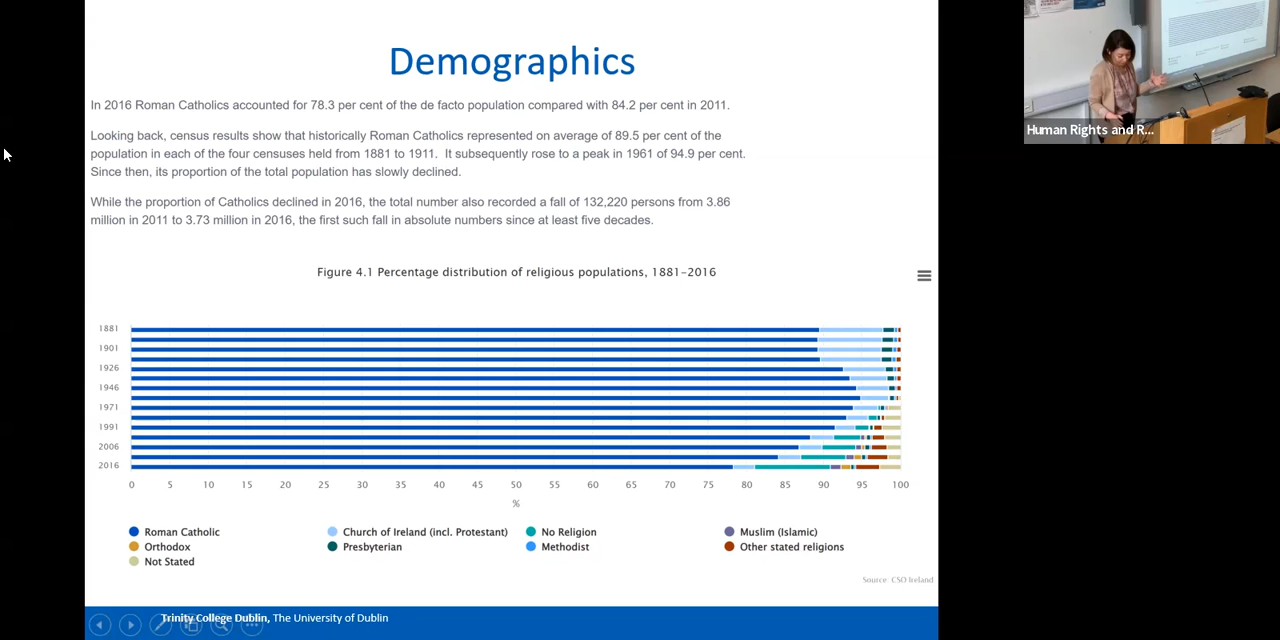 Demographics
In 2016 Roman Catholics accounted for 78.3 per cent of the de facto population compared with 84.2 per cent in 2011.
Looking back, census results show that historically Roman Catholics represented on average of 89.5 per cent of the
population in each of the four censuses held from 1881 to 1911.  It subsequently rose to a peak in 1961 of 94.9 per cent.
Since then, its proportion of the total population has slowly declined.
While the proportion of Catholics declined in 2016, the total number also recorded a fall of 132,220 persons from 3.86
million in 2011 to 3.73 million in 2016, the first such fall in absolute numbers since at least five decades.
Figure 4.1 Percentage distribution of religious populations, 1881–2016
1881
1901
1926
1946
1971
1991
2006
2016
0 5 10 15 20 25 30 35 40 45 50 55 60 65 70 75 80 85 90 95 100
%
Roman Catholic Church of Ireland (incl. Protestant) No Religion Muslim (Islamic)
Orthodox Presbyterian Methodist Other stated religions
Not Stated
Source: CSO Ireland
Trinity College Dublin, The University of Dublin
Human Rights and R...